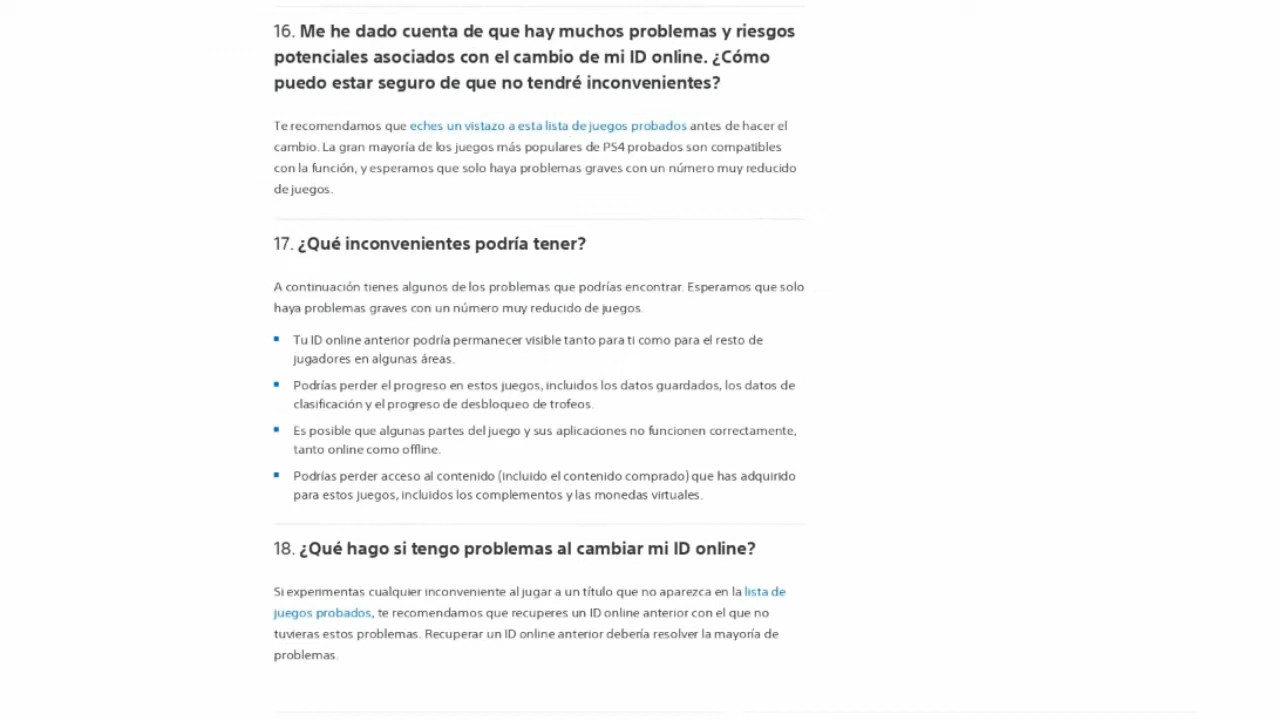 16. Me he dado cuenta de que hay muchos problemas y riesgos
potenciales asociados con el cambio de mi ID online. ¿Cómo
puedo estar seguro de que no tendré inconvenientes?
Te recomendamos que eches un vistazo a esta lista de juegos probados antes de hacer el
cambio. La gran mayoría de los juegos más populares de PS4 probados son compatibles
con la función, y esperamos que solo haya problemas graves con un número muy reducido
de juegos.
17. ¿Qué inconvenientes podría tener?
A continuación tienes algunos de los problemas que podrías encontrar. Esperamos que solo
haya problemas graves con un número muy reducido de juegos.
Tu ID online anterior podría permanecer visible tanto para ti como para el resto de
jugadores en algunas áreas.
Podrías perder el progreso en estos juegos, incluidos los datos guardados, los datos de
clasificación y el progreso de desbloqueo de trofeos.
Es posible que algunas partes del juego y sus aplicaciones no funcionen correctamente,
tanto online como offline.
Podrías perder acceso al contenido (incluido el contenido comprado) que has adquirido
para estos juegos, incluidos los complementos y las monedas virtuales.
18. ¿Qué hago si tengo problemas al cambiar mi ID online?
Si experimentas cualquier inconveniente al jugar a un título que no aparezca en la lista de
juegos probados, te recomendamos que recuperes un ID online anterior con el que no
tuvieras estos problemas. Recuperar un ID online anterior debería resolver la mayoría de
problemas.